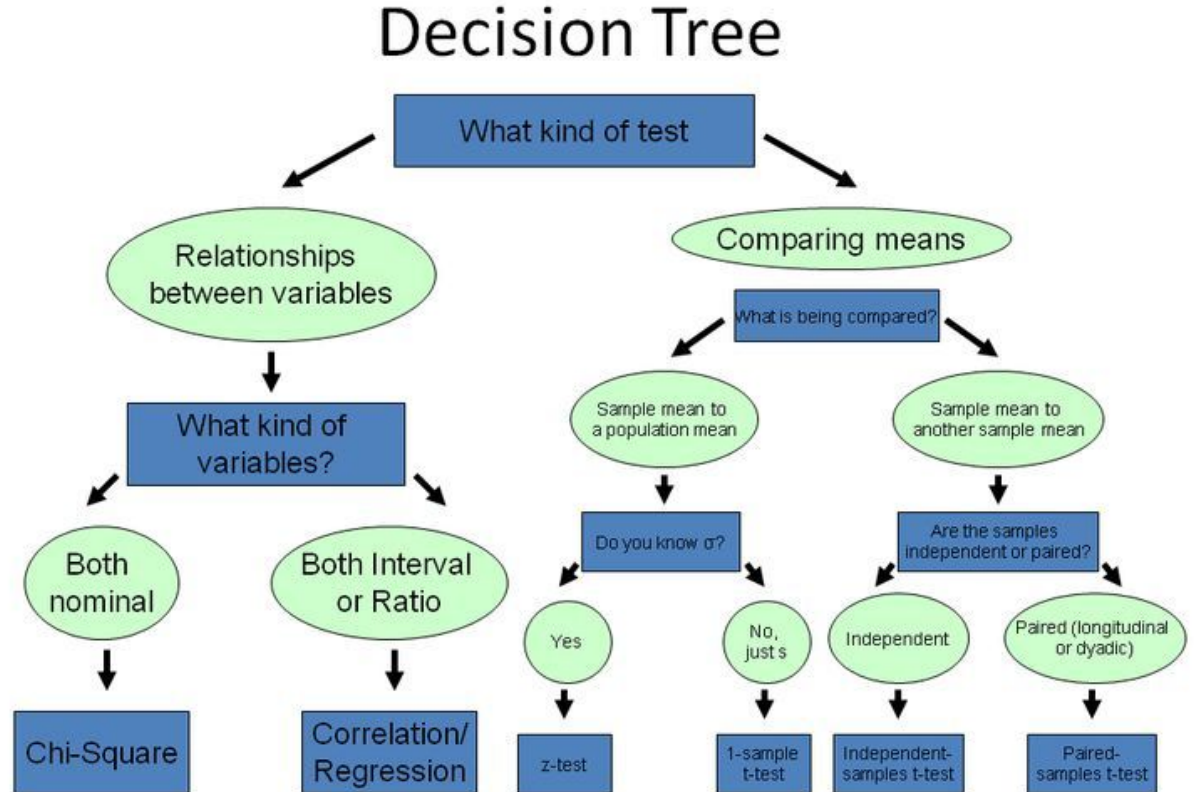 Decision Tree
What kind of test
Relationships
between variables
Comparing means
What is being compared?
What kind of
variables?
Sample mean to
a population mean
Sample mean to
another sample mean
Both
nominal
Both Interval
or Ratio
Do you know σ?
Are the samples
independent or paired?
Yes
No,
just s
Independent
Paired (longitudinal
or dyadic)
Chi-Square
Correlation/
Regression
z-test
1-sample
t-test
Independent-
samples t-test
Paired-
samples t-test